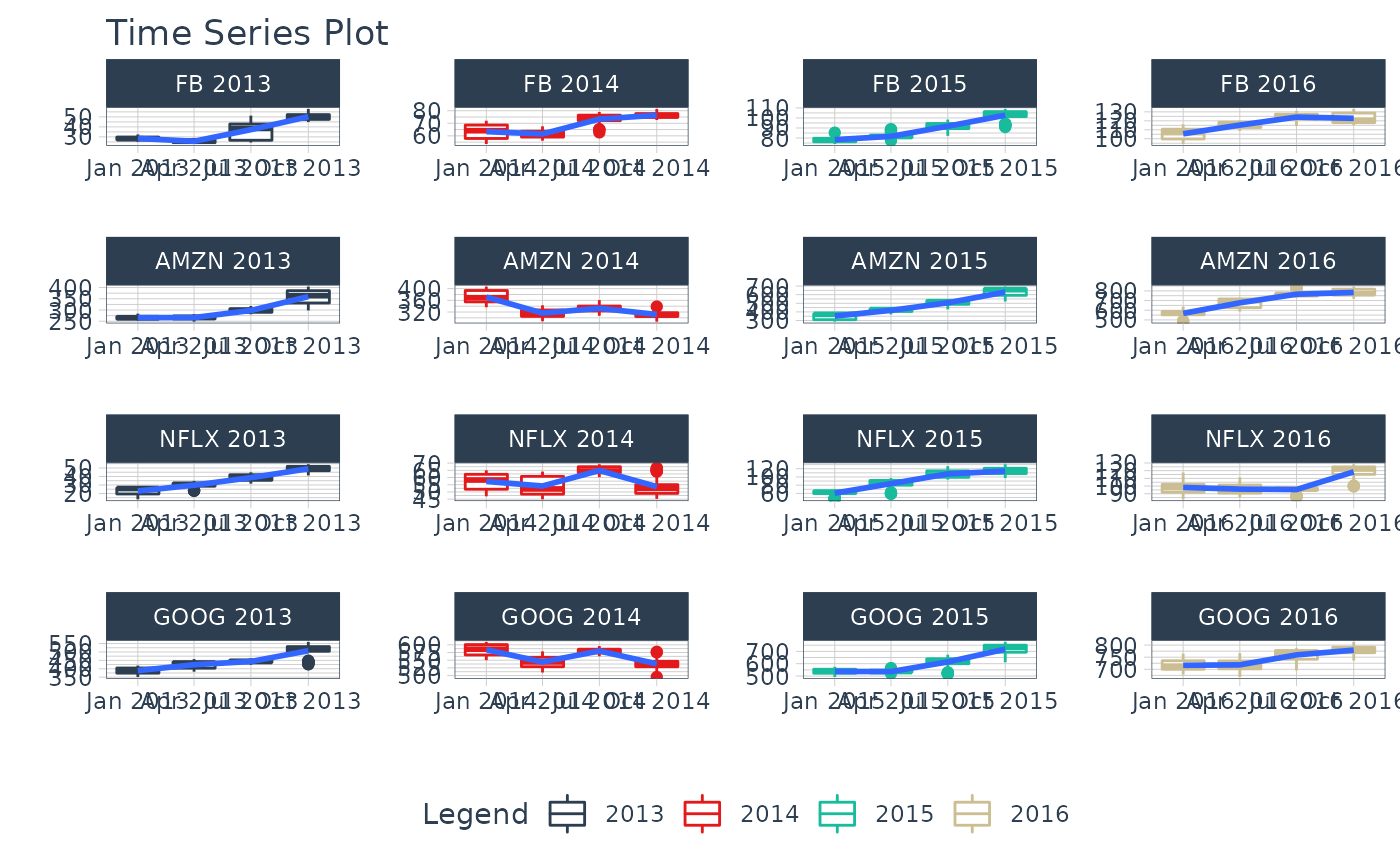 Time Series Plot
FB 2013 FB 2014 FB 2015 FB 2016
50 40 30
80 70 60
110 100 90 80
130 120 110 100
Jan 2013 Apr 2013 Jul 2013 Oct 2013
Jan 2014 Apr 2014 Jul 2014 Oct 2014
Jan 2015 Apr 2015 Jul 2015 Oct 2015
Jan 2016 Apr 2016 Jul 2016 Oct 2016
AMZN 2013 AMZN 2014 AMZN 2015 AMZN 2016
400 350 300 250
400 360 320
700 600 500 400 300
800 700 600 500
Jan 2013 Apr 2013 Jul 2013 Oct 2013
Jan 2014 Apr 2014 Jul 2014 Oct 2014
Jan 2015 Apr 2015 Jul 2015 Oct 2015
Jan 2016 Apr 2016 Jul 2016 Oct 2016
NFLX 2013 NFLX 2014 NFLX 2015 NFLX 2016
50 40 30 20
70 65 60 55 50 45
120 100 80 60
130 120 110 100 90
Jan 2013 Apr 2013 Jul 2013 Oct 2013
Jan 2014 Apr 2014 Jul 2014 Oct 2014
Jan 2015 Apr 2015 Jul 2015 Oct 2015
Jan 2016 Apr 2016 Jul 2016 Oct 2016
GOOG 2013 GOOG 2014 GOOG 2015 GOOG 2016
550 500 450 400 350
600 575 550 525 500
700 600 500
800 750 700
Jan 2013 Apr 2013 Jul 2013 Oct 2013
Jan 2014 Apr 2014 Jul 2014 Oct 2014
Jan 2015 Apr 2015 Jul 2015 Oct 2015
Jan 2016 Apr 2016 Jul 2016 Oct 2016
Legend 2013 2014 2015 2016